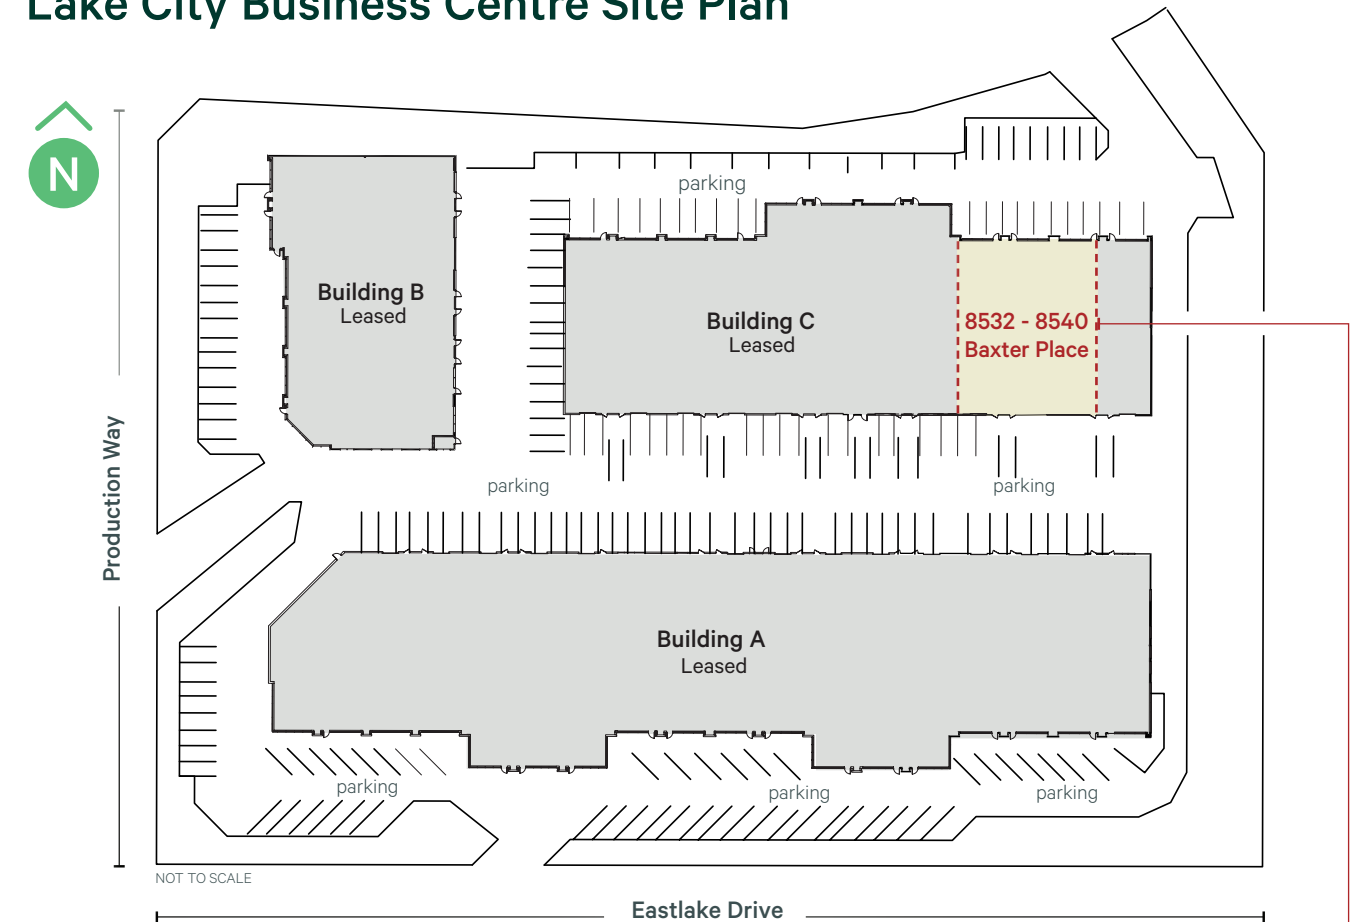 Lake City Business Centre Site Plan
N
parking
Building B
Leased
Building C
Leased
8532 - 8540
Baxter Place
Production Way
parking
parking
Building A
Leased
parking
parking
parking
NOT TO SCALE
Eastlake Drive